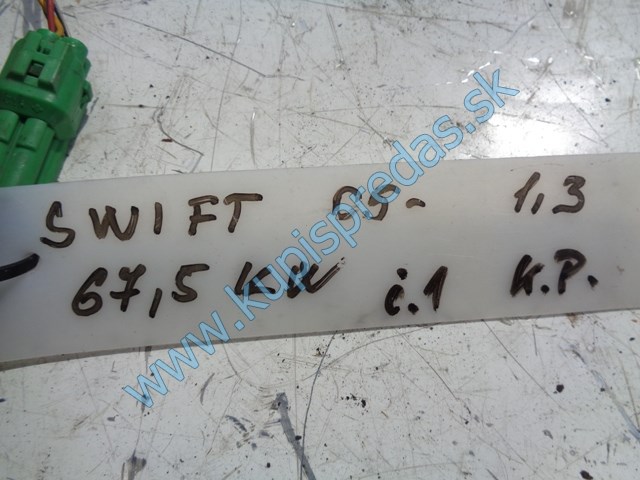 SWIFT 05- 1,3
67,5 KW č.1 K.P.
www.kupispredas.sk